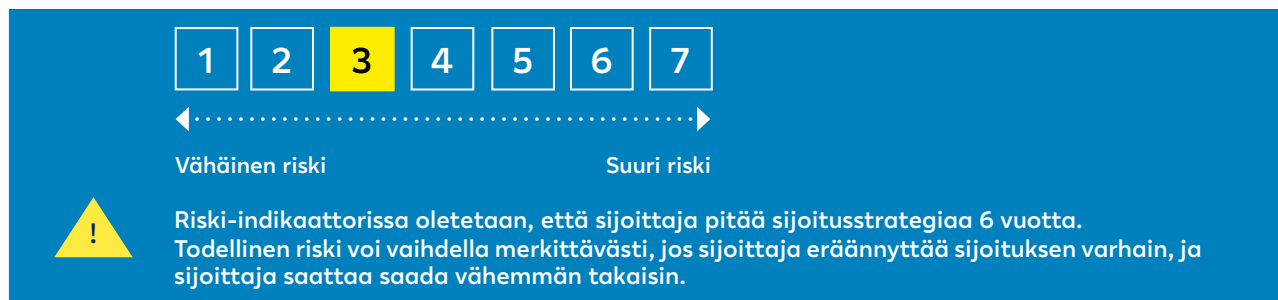 1 2 3 4 5 6 7
Vähäinen riski Suuri riski
!
Riski-indikaattorissa oletetaan, että sijoittaja pitää sijoitusstrategiaa 6 vuotta.
Todellinen riski voi vaihdella merkittävästi, jos sijoittaja eräännyttää sijoituksen varhain, ja
sijoittaja saattaa saada vähemmän takaisin.